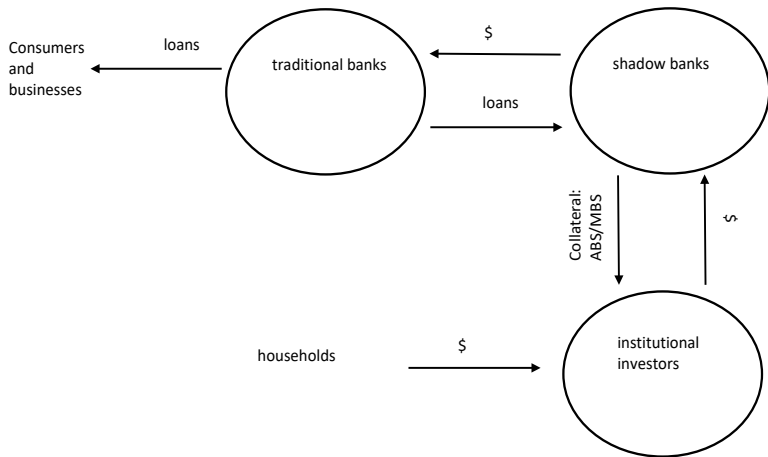 Consumers
and
businesses
loans
traditional banks
$
loans
shadow banks
Collateral:
ABS/MBS
$
households
$
institutional
investors